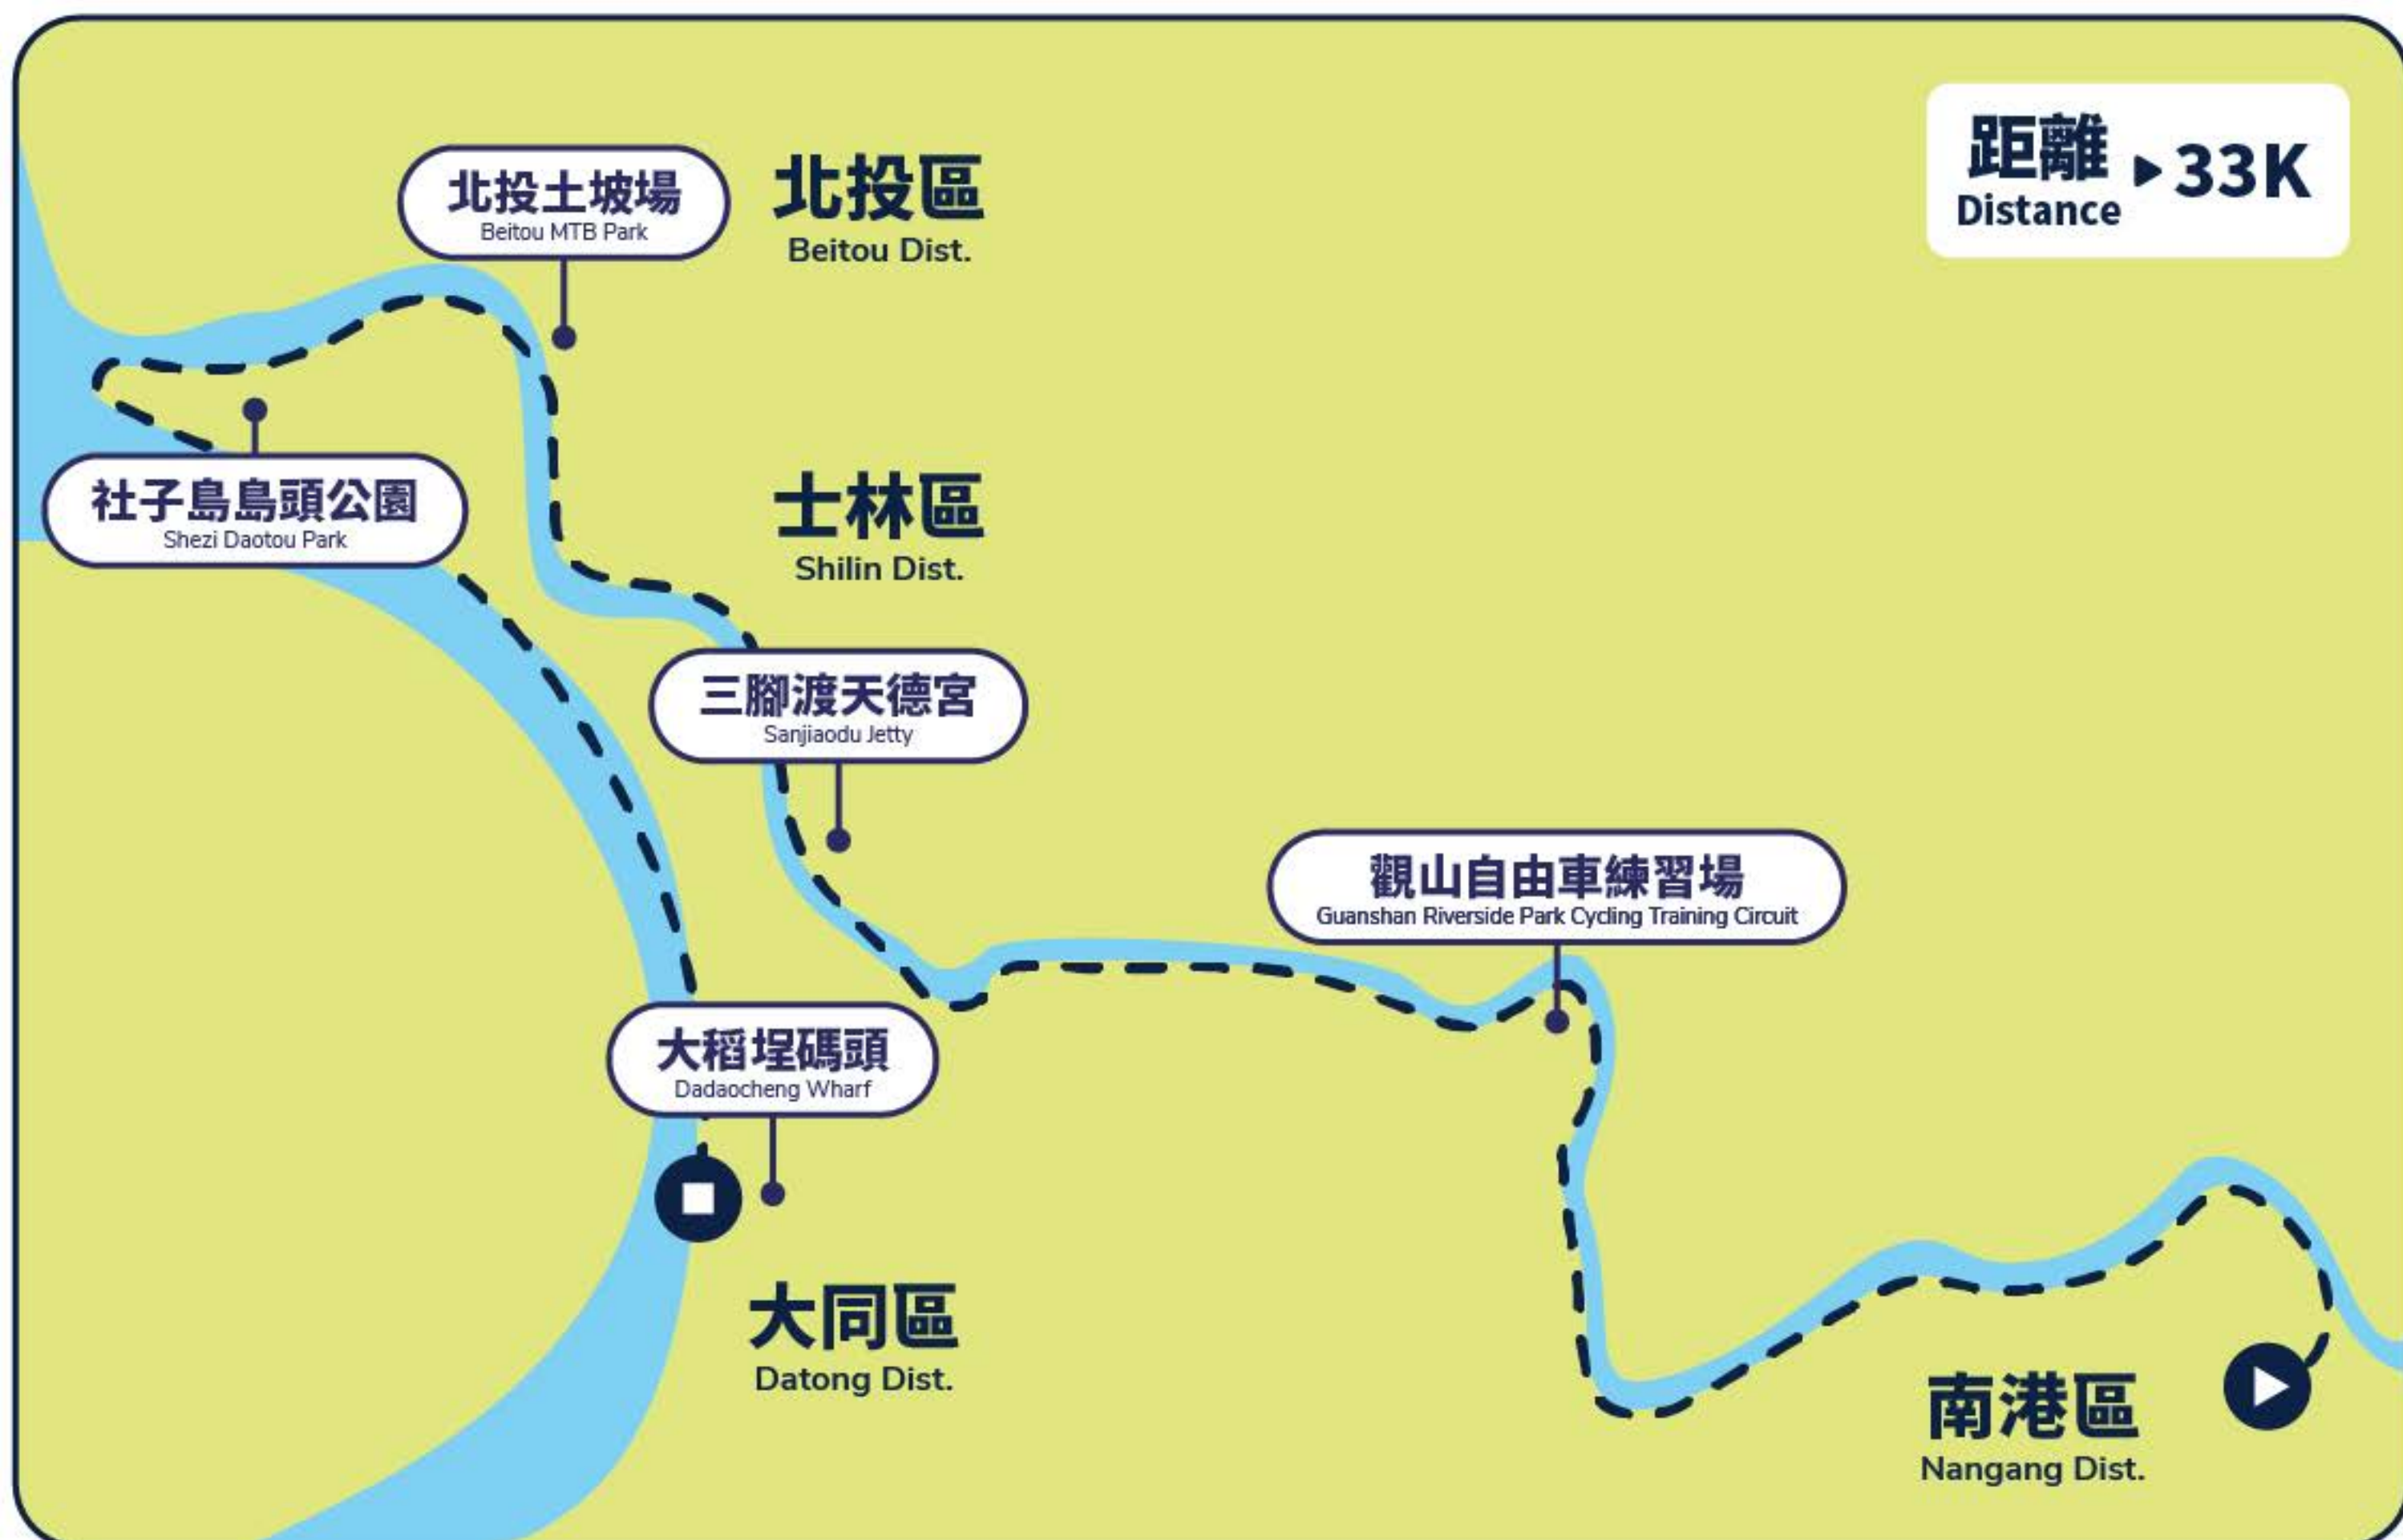 距離
Distance
33K
北投土坡場
Beitou MTB Park
北投區
Beitou Dist.
社子島島頭公園
Shezi Daotou Park
士林區
Shilin Dist.
三腳渡天德宮
Sanjiaodu Jetty
觀山自由車練習場
Guanshan Riverside Park Cycling Training Circuit
大稻埕碼頭
Dadaocheng Wharf
大同區
Datong Dist.
南港區
Nangang Dist.